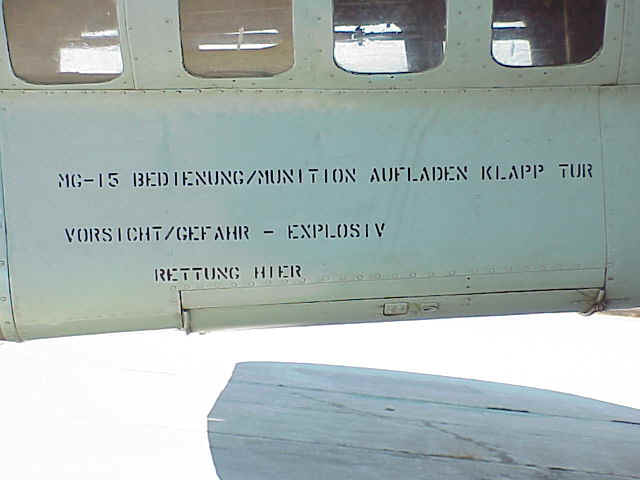 MG-15 BEDIENUNG/MUNITION AUFLADEN KLAPP TUR
VORSICHT/GEFAHR - EXPLOSIV
RETTUNG HIER